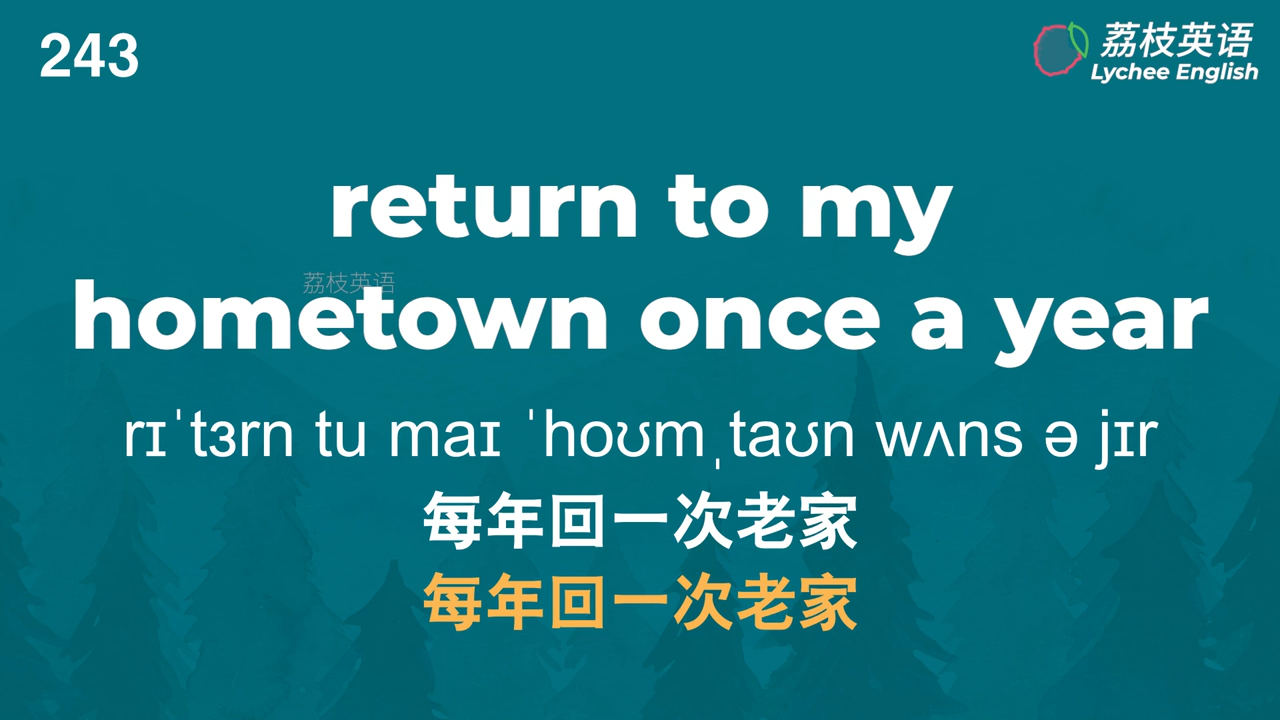 243
荔枝英语
Lychee English
return to my
荔枝英语
hometown once a year
rɪˈtɜrn tu maɪ ˈhoʊmˌtaʊn wʌns ə jɪr
每年回一次老家
每年回一次老家